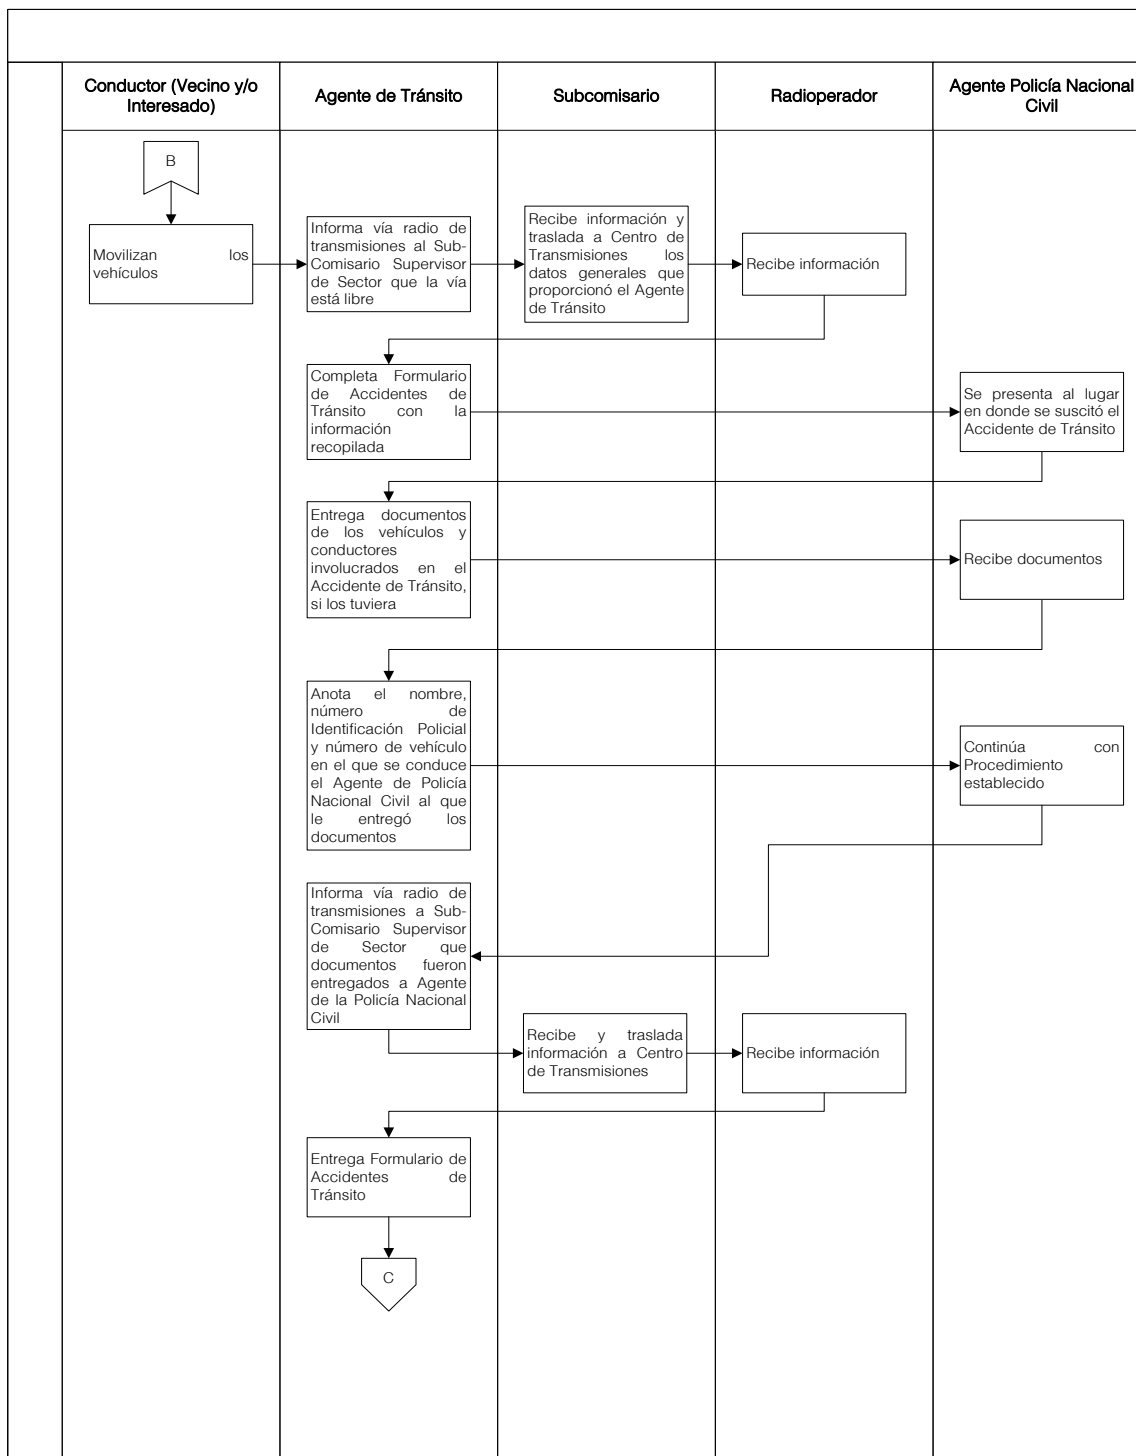 Conductor (Vecino y/o
Interesado)
Agente de Tránsito
Subcomisario
Radioperador
Agente Policía Nacional
Civil
B
Movilizan los
vehículos
Informa vía radio de
transmisiones al Sub-
Comisario Supervisor
de Sector que la vía
está libre
Recibe información y
traslada a Centro de
Transmisiones los
datos generales que
proporcionó el Agente
de Tránsito
Recibe información
Completa Formulario
de Accidentes de
Tránsito con la
información
recopilada
Se presenta al lugar
en donde se suscitó el
Accidente de Tránsito
Entrega documentos
de los vehículos y
conductores
involucrados en el
Accidente de Tránsito,
si los tuviera
Recibe documentos
Anota el nombre,
número de
Identificación Policial
y número de vehículo
en el que se conduce
el Agente de Policía
Nacional Civil al que
le entregó los
documentos
Continúa con
Procedimiento
establecido
Informa vía radio de
transmisiones a Sub-
Comisario Supervisor
de Sector que
documentos fueron
entregados a Agente
de la Policía Nacional
Civil
Recibe y traslada
información a Centro
de Transmisiones
Recibe información
Entrega Formulario de
Accidentes de
Tránsito
C